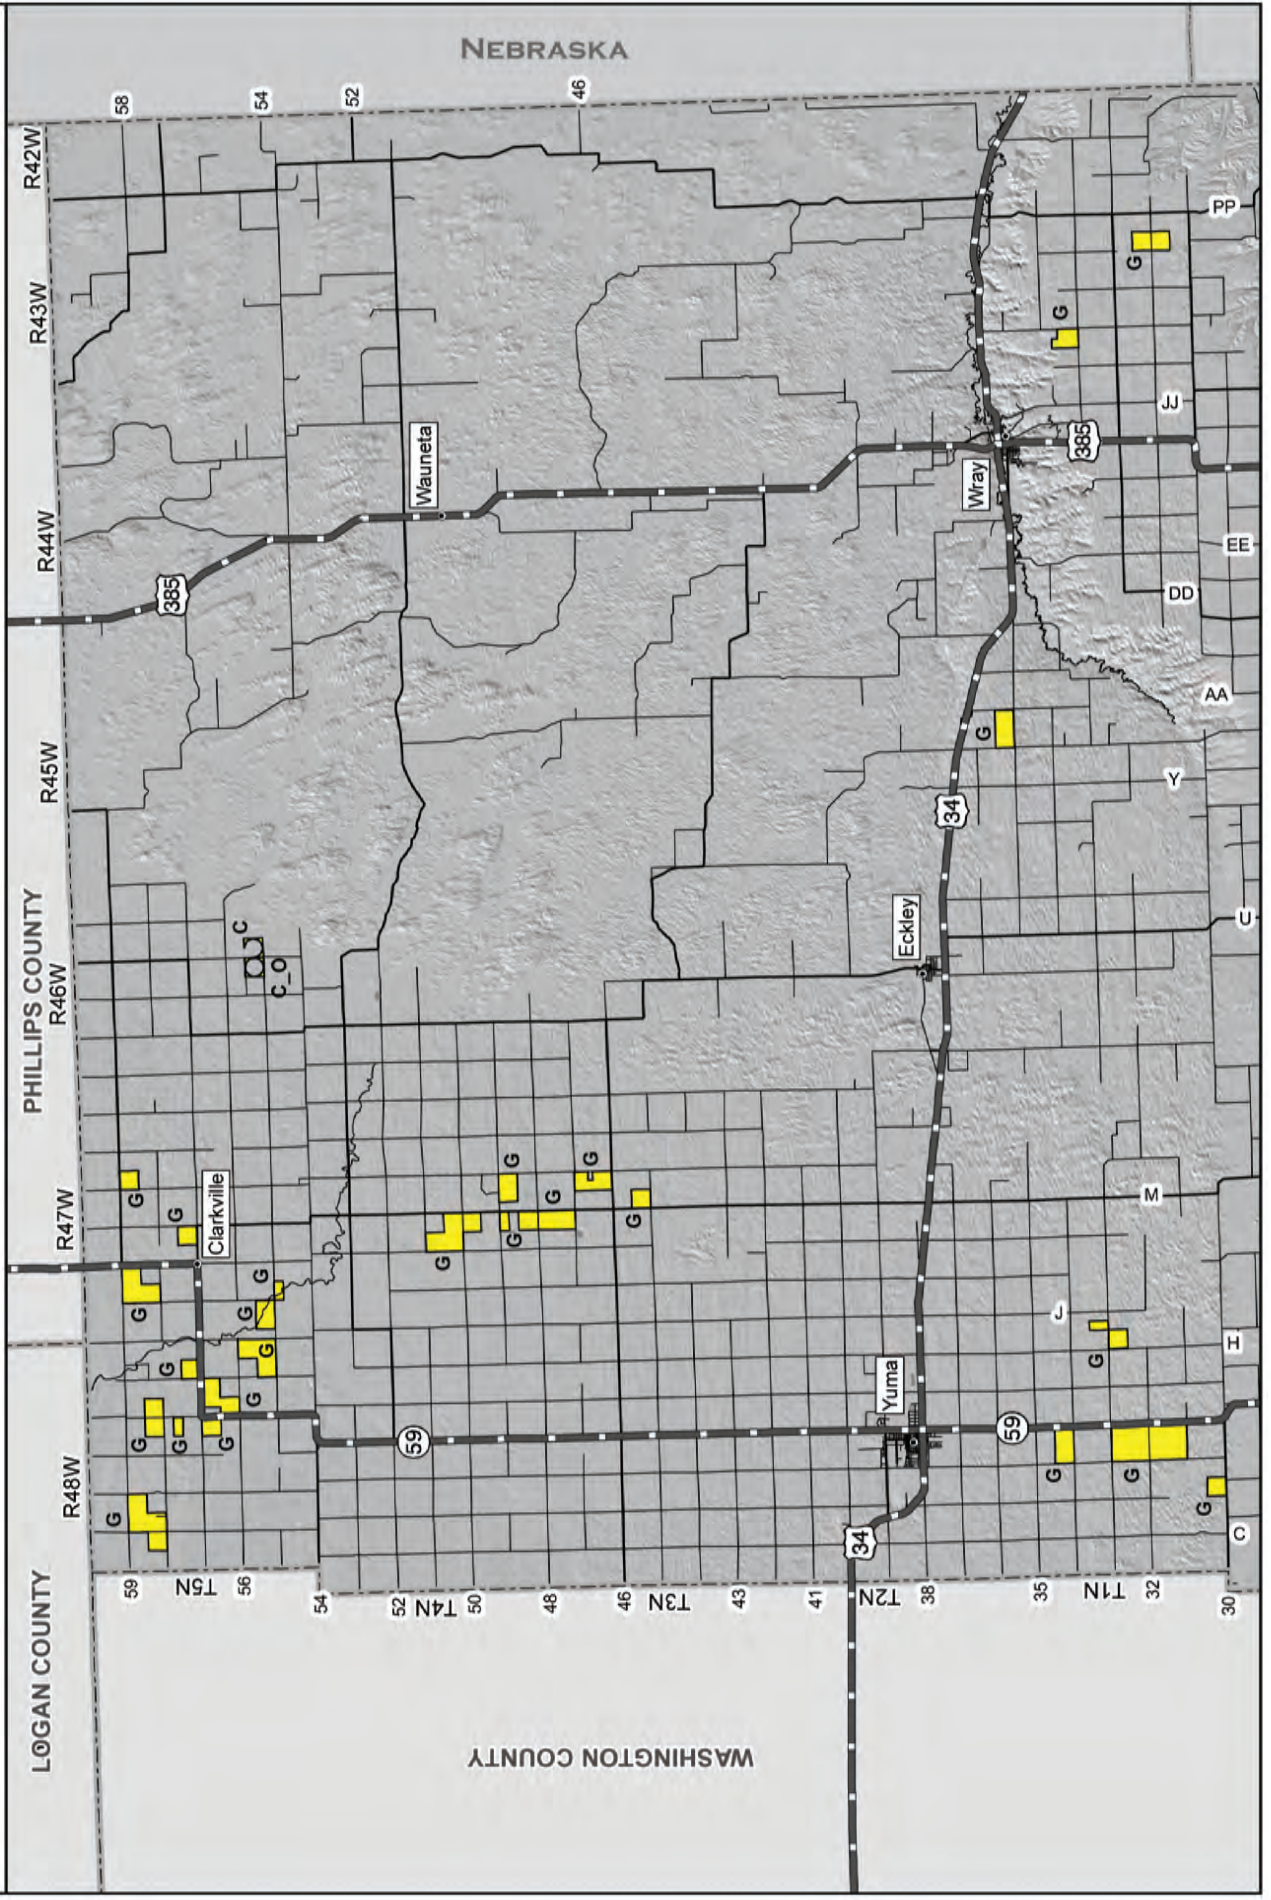 LOGAN COUNTY
PHILLIPS COUNTY
R48W
R47W
R46W
R45W
R44W
R43W
R42W
59
G
G
G
G
58
T5N
G
G
G
385
Clarkville
56
G
G
G
G
G
C
54
G
C_O
54
52
52
59
Wauneta
T4N
G
50
NEBRASKA
WASHINGTON COUNTY
G
G
48
G
46
G
46
G
T3N
43
41
34
T2N
Yuma
Eckley
38
34
Wray
G
59
35
G
J
G
385
T1N
G
G
G
32
M
Y
DD
JJ
G
AA
PP
30
C
H
U
EE